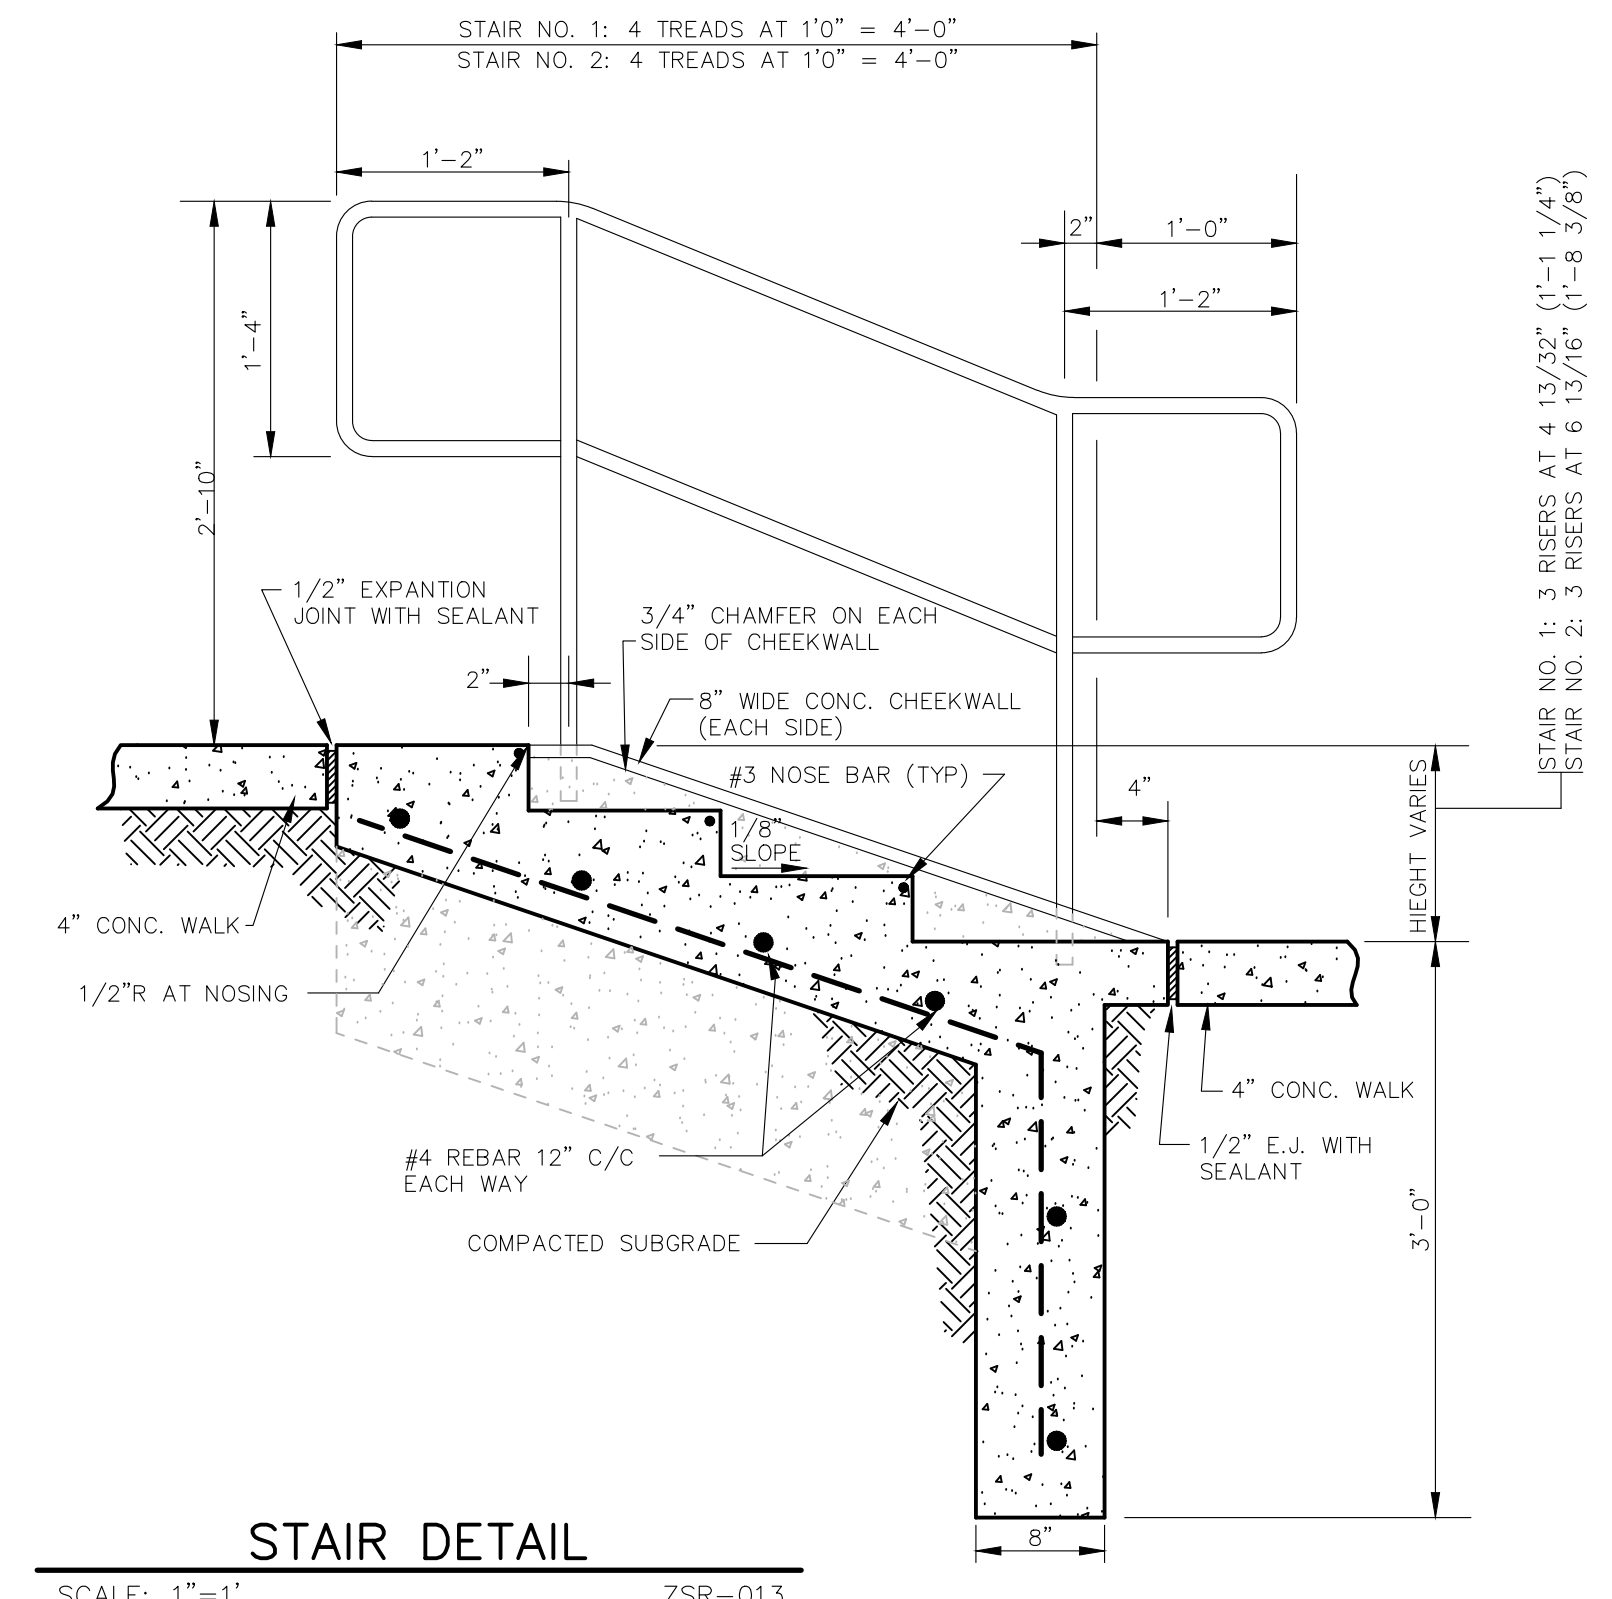 STAIR NO. 1: 4 TREADS AT 1'0" = 4'-0"
STAIR NO. 2: 4 TREADS AT 1'0" = 4'-0"
1'-2"
2"
1'-0"
1'-2"
1'-4"
2'-10"
STAIR NO. 1: 3 RISERS AT 4 13/32" (1'-1 1/4")
STAIR NO. 2: 3 RISERS AT 6 13/16" (1'-8 3/8")
1/2" EXPANTION
JOINT WITH SEALANT
3/4" CHAMFER ON EACH
SIDE OF CHEEKWALL
2"
8" WIDE CONC. CHEEKWALL
(EACH SIDE)
#3 NOSE BAR (TYP)
4"
HIEGHT VARIES
1/8"
SLOPE
4" CONC. WALK
1/2"R AT NOSING
4" CONC. WALK
1/2" E.J. WITH
SEALANT
#4 REBAR 12" C/C
EACH WAY
COMPACTED SUBGRADE
3'-0"
8"
STAIR DETAIL
SCALE: 1"=1'
ZSR-013